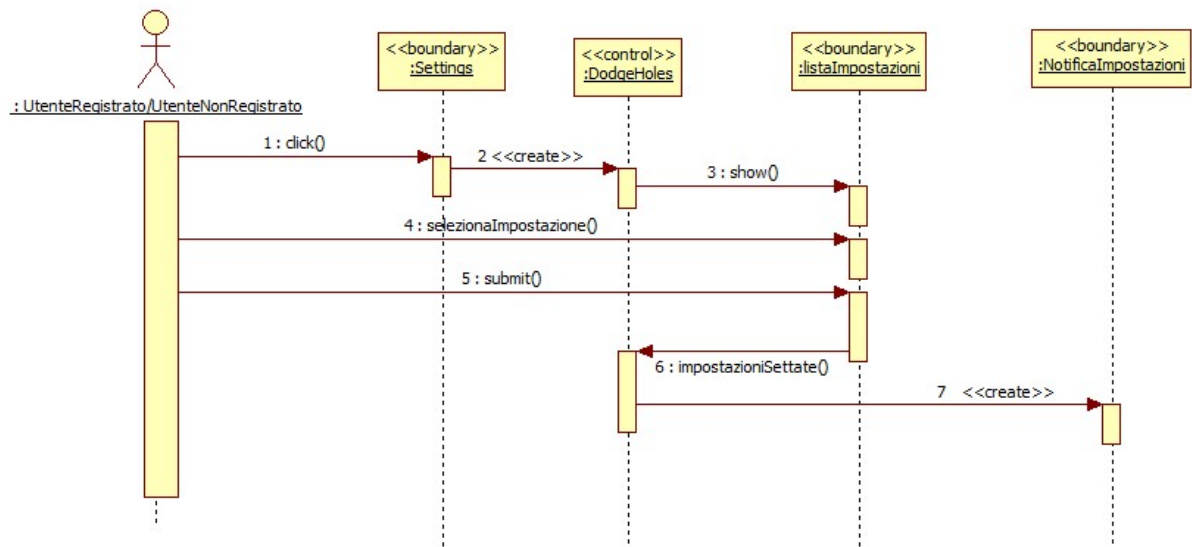 <<boundary>>
:Settings
<<control>>
:DodgeHoles
<<boundary>>
:listaImpostazioni
<<boundary>>
:NotificaImpostazioni
: UtenteRegistrato/UtenteNonRegistrato
1 : click()
2 <<create>>
3 : show()
4 : selezionaImpostazione()
5 : submit()
6 : impostazioniSettate()
7 <<create>>